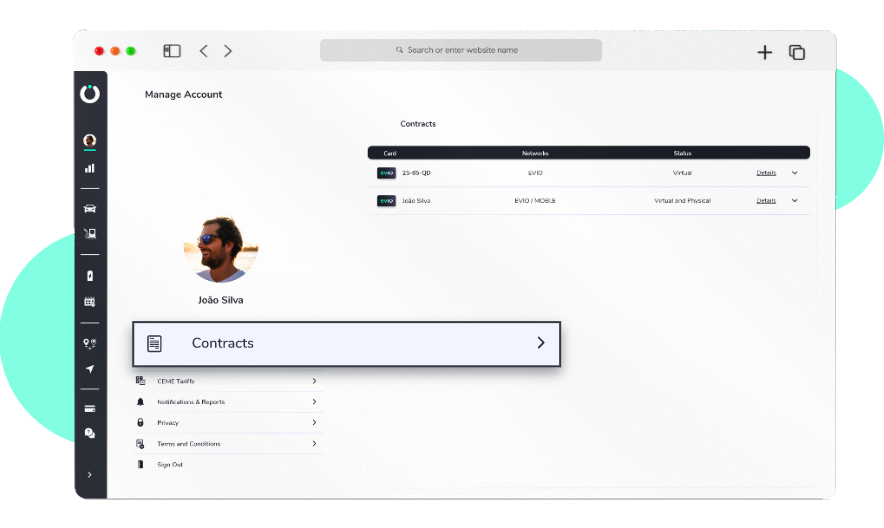 Search or enter website name
Manage Account
Contracts
Card Networks Status
EVIO 25-65-QD EVIO Virtual Details
EVIO João Silva EVIO / MOBI.E Virtual and Physical Details
João Silva
Contracts
CEME Tariffs
Notifications & Reports
Privacy
Terms and Conditions
Sign Out